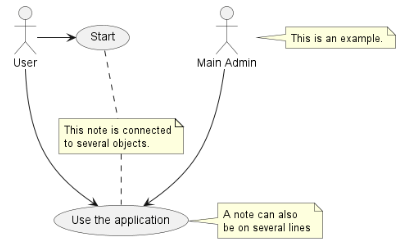 Start
This is an example.
User
Main Admin
This note is connected
to several objects.
Use the application
A note can also
be on several lines